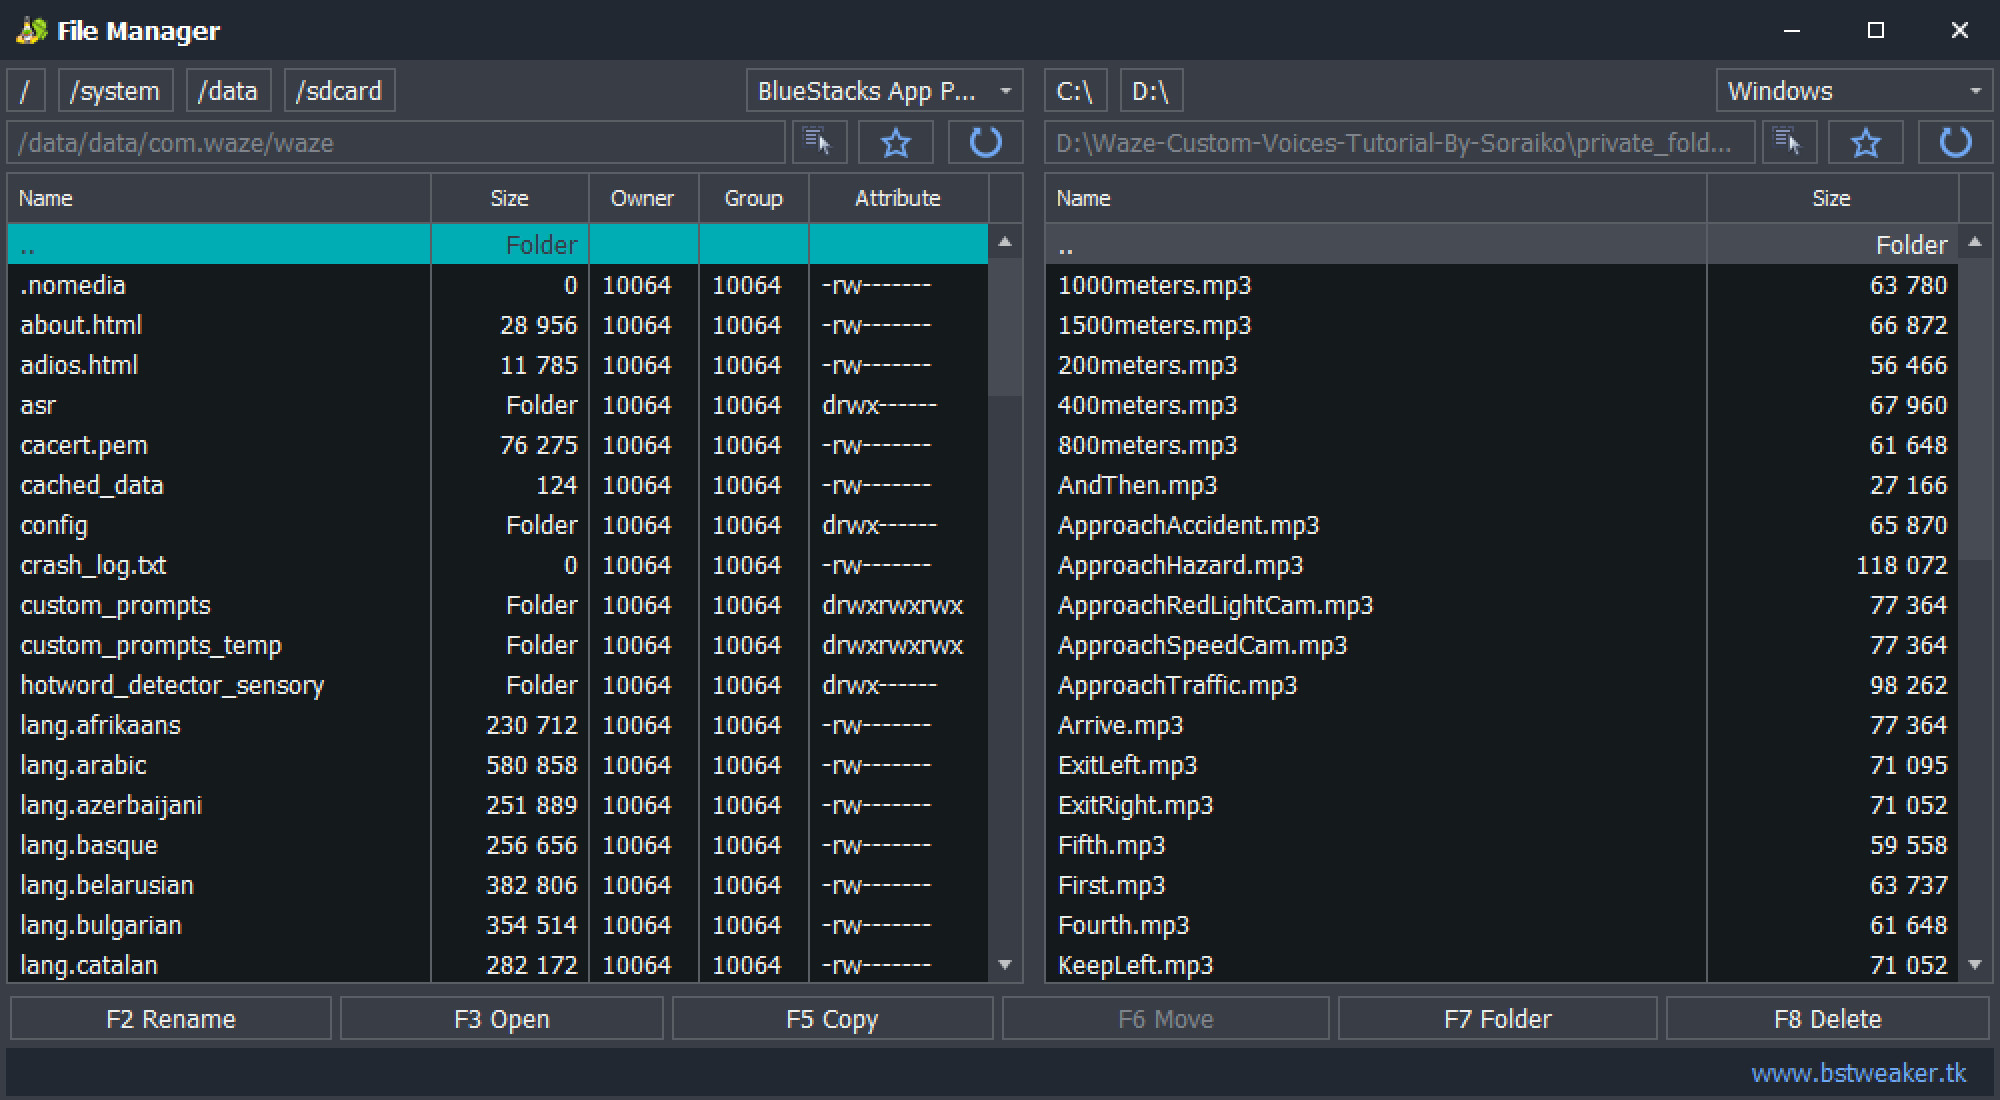 File Manager
/ /system /data /sdcard BlueStacks App P... C:\ D:\ Windows
/data/data/com.waze/waze D:\Waze-Custom-Voices-Tutorial-By-Soraiko\private_fold...
Name Size Owner Group Attribute Name Size
.. Folder .. Folder
.nomedia 0 10064 10064 -rw------- 1000meters.mp3 63 780
about.html 28 956 10064 10064 -rw------- 1500meters.mp3 66 872
adios.html 11 785 10064 10064 -rw------- 200meters.mp3 56 466
asr Folder 10064 10064 drwx------ 400meters.mp3 67 960
cacert.pem 76 275 10064 10064 -rw------- 800meters.mp3 61 648
cached_data 124 10064 10064 -rw------- AndThen.mp3 27 166
config Folder 10064 10064 drwx------ ApproachAccident.mp3 65 870
crash_log.txt 0 10064 10064 -rw------- ApproachHazard.mp3 118 072
custom_prompts Folder 10064 10064 drwxrwxrwx ApproachRedLightCam.mp3 77 364
custom_prompts_temp Folder 10064 10064 drwxrwxrwx ApproachSpeedCam.mp3 77 364
hotword_detector_sensory Folder 10064 10064 drwx------ ApproachTraffic.mp3 98 262
lang.afrikaans 230 712 10064 10064 -rw------- Arrive.mp3 77 364
lang.arabic 580 858 10064 10064 -rw------- ExitLeft.mp3 71 095
lang.azerbaijani 251 889 10064 10064 -rw------- ExitRight.mp3 71 052
lang.basque 256 656 10064 10064 -rw------- Fifth.mp3 59 558
lang.belarusian 382 806 10064 10064 -rw------- First.mp3 63 737
lang.bulgarian 354 514 10064 10064 -rw------- Fourth.mp3 61 648
lang.catalan 282 172 10064 10064 -rw------- KeepLeft.mp3 71 052
F2 Rename F3 Open F5 Copy F6 Move F7 Folder F8 Delete
www.bstweaker.tk